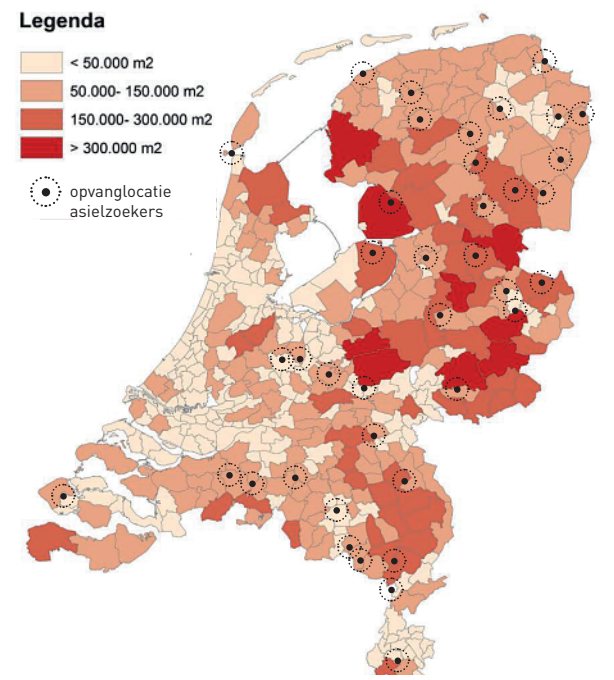 Legenda
< 50.000 m2
50.000- 150.000 m2
150.000- 300.000 m2
> 300.000 m2
opvanglocatie
asielzoekers